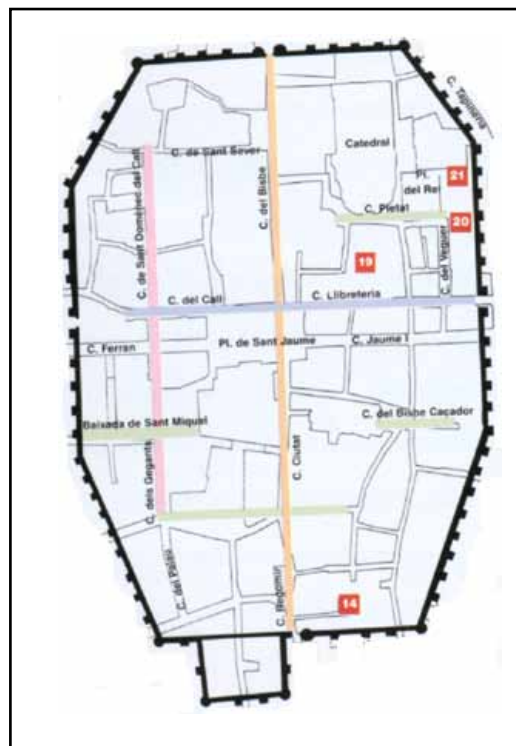 C. Tapineria
C. de Sant Sever
Catedral
Pl.
del Rei
21
C. Pietat
20
C. del Bisbe
C. de Sant Domènec del Call
19
C. del Veguer
C. del Call
C. Llibreteria
C. Ferran
Pl. de Sant Jaume
C. Jaume I
Baixada de Sant Miquel
C. del Bisbe Caçador
C. dels Gegants
C. Ciutat
C. del Palau
C. Regomir
14